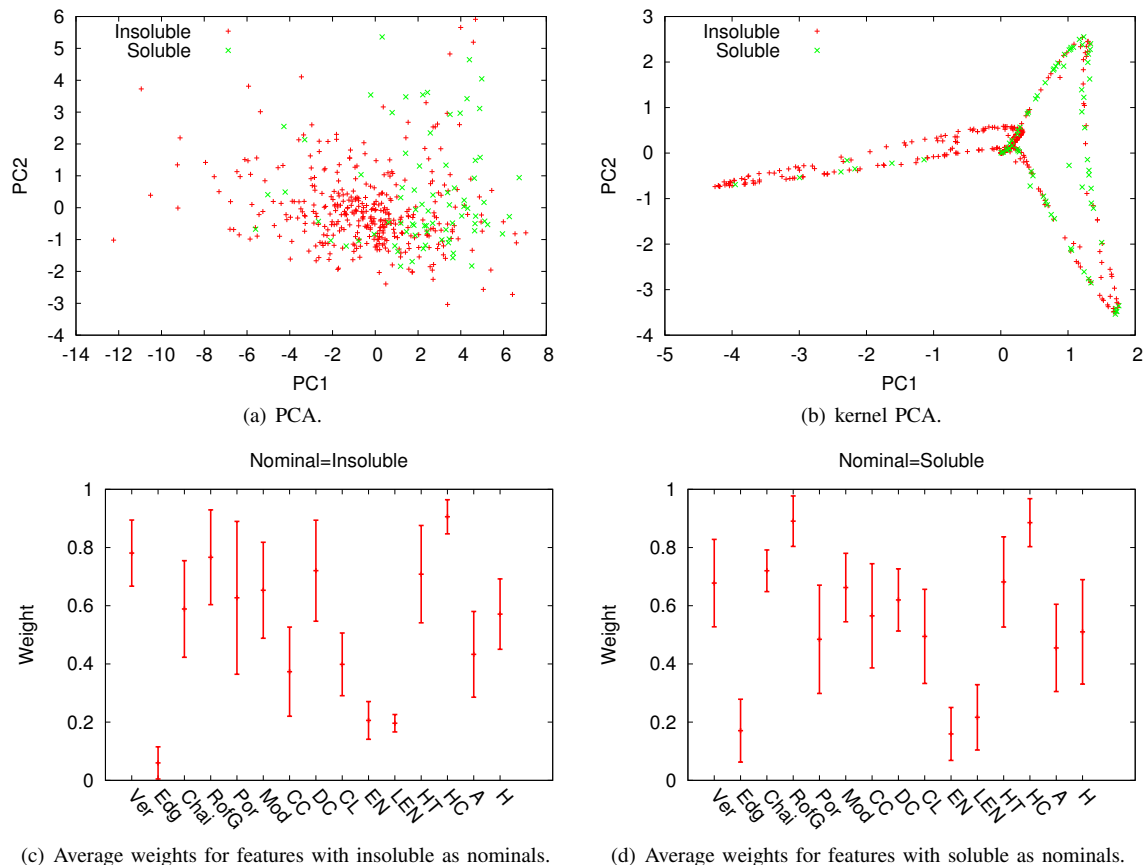 Insoluble
Soluble
6
5
4
3
2
1
0
-1
-2
-3
-4
PC2
-14 -12 -10 -8 -6 -4 -2 0 2 4 6 8
PC1
(a) PCA.
Insoluble
Soluble
3
2
1
0
-1
-2
-3
-4
PC2
-5 -4 -3 -2 -1 0 1 2
PC1
(b) kernel PCA.
Nominal=Insoluble
1
0.8
0.6
0.4
0.2
0
Weight
Ver Edg Chai RofG Por Mod CC DC CL EN LEN HT HC A H
(c) Average weights for features with insoluble as nominals.
Nominal=Soluble
1
0.8
0.6
0.4
0.2
0
Weight
Ver Edg Chai RofG Por Mod CC DC CL EN LEN HT HC A H
(d) Average weights for features with soluble as nominals.